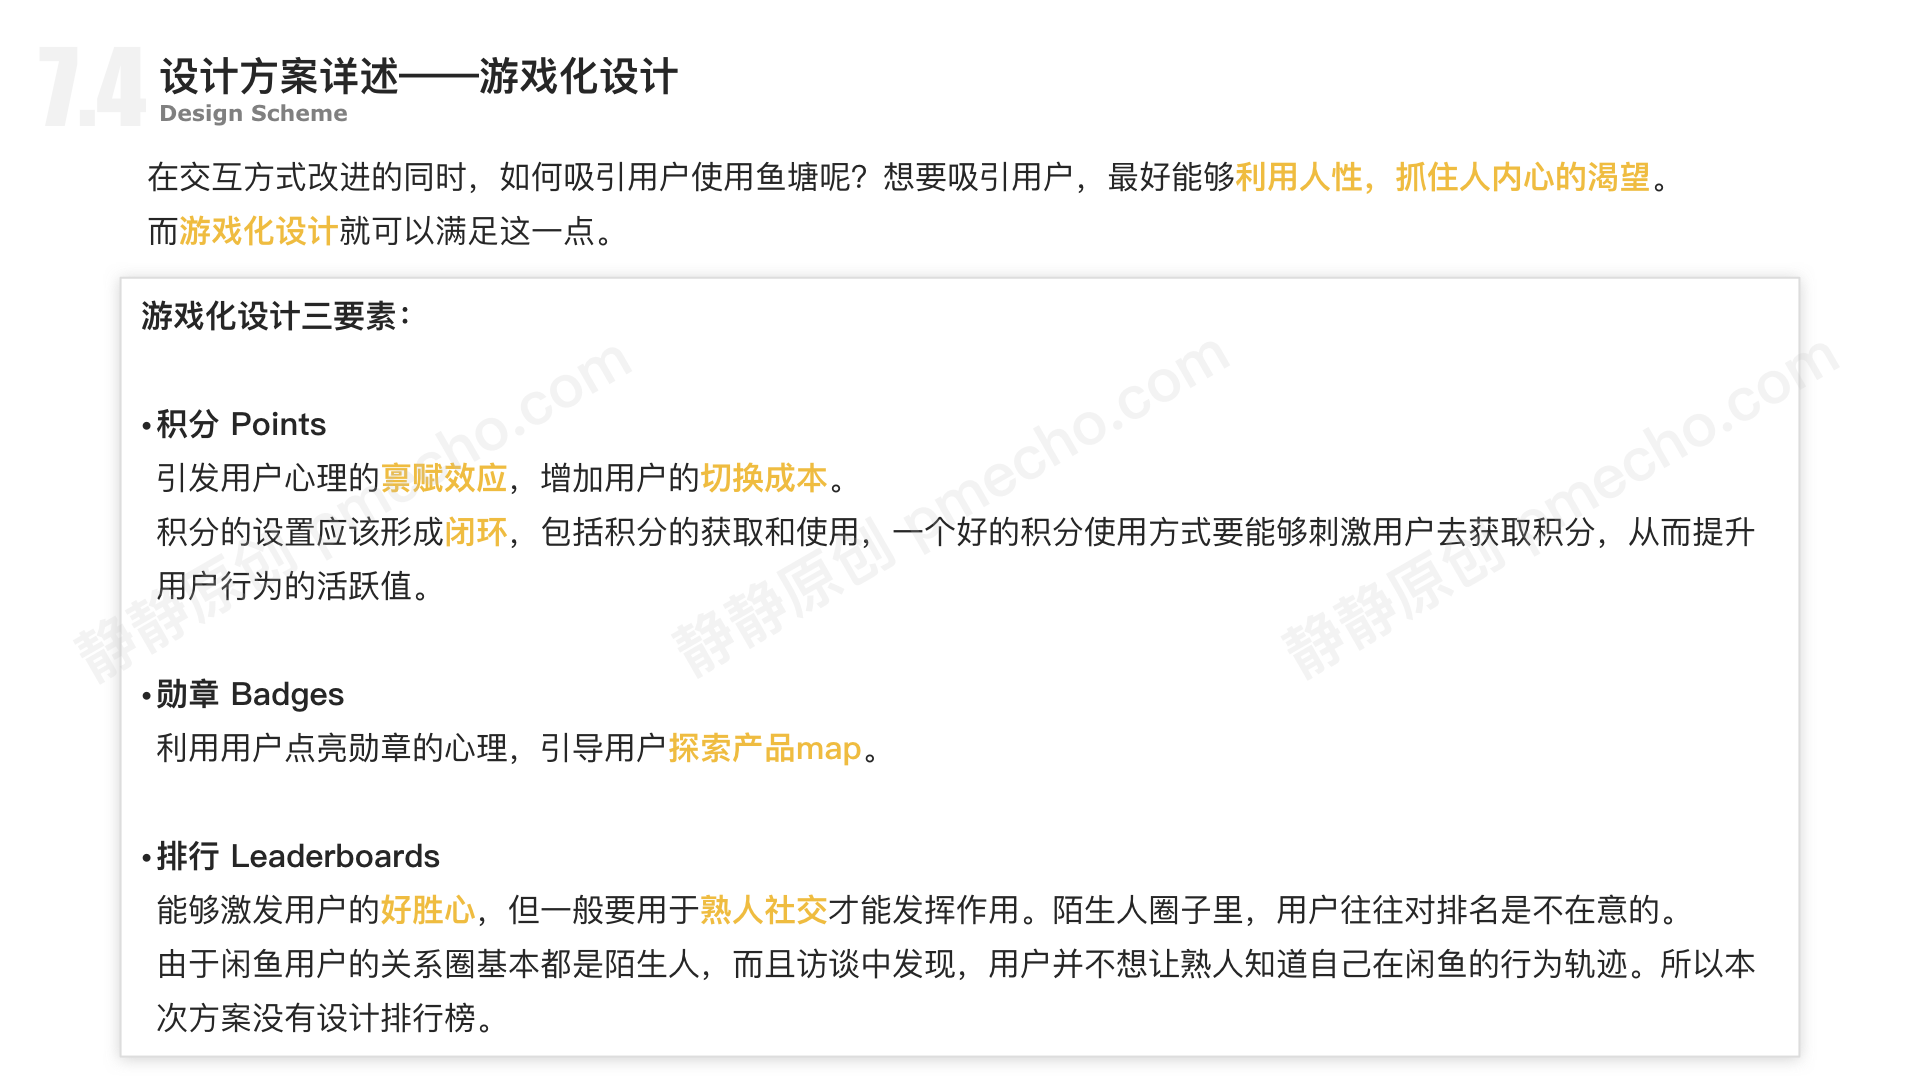 7.4
设计方案详述——游戏化设计
Design Scheme
在交互方式改进的同时，如何吸引用户使用鱼塘呢？想要吸引用户，最好能够利用人性，抓住人内心的渴望。
而游戏化设计就可以满足这一点。
游戏化设计三要素：
•积分 Points
引发用户心理的禀赋效应，增加用户的切换成本。
积分的设置应该形成闭环，包括积分的获取和使用，一个好的积分使用方式要能够刺激用户去获取积分，从而提升
用户行为的活跃值。
•勋章 Badges
利用用户点亮勋章的心理，引导用户探索产品map。
•排行 Leaderboards
能够激发用户的好胜心，但一般要用于熟人社交才能发挥作用。陌生人圈子里，用户往往对排名是不在意的。
由于闲鱼用户的关系圈基本都是陌生人，而且访谈中发现，用户并不想让熟人知道自己在闲鱼的行为轨迹。所以本
次方案没有设计排行榜。
静静原创 pmecho.com
静静原创 pmecho.com
静静原创 pmecho.com